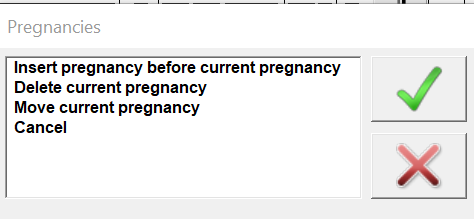 Pregnancies
Insert pregnancy before current pregnancy
Delete current pregnancy
Move current pregnancy
Cancel